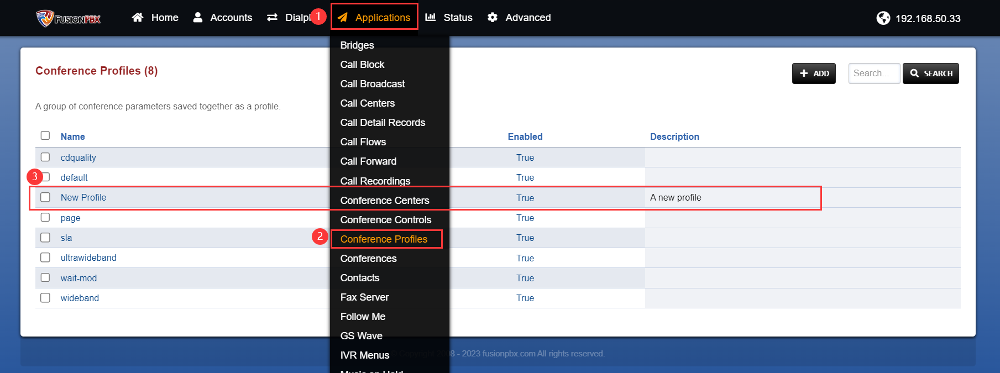 FUSIONPBX
Home
Accounts
Dialpl
1
Applications
Status
Advanced
192.168.50.33
Bridges
Call Block
Call Broadcast
Call Centers
Call Detail Records
Call Flows
Call Forward
Call Recordings
Conference Centers
Conference Controls
2
Conference Profiles
Conferences
Contacts
Fax Server
Follow Me
GS Wave
IVR Menus
Music on Hold
Conference Profiles (8)
ADD
Search...
SEARCH
A group of conference parameters saved together as a profile.
Name Enabled Description
cdquality True
3
default True
New Profile True A new profile
page True
sla True
ultrawideband True
wait-mod True
wideband True
© Copyright 2008 - 2023 fusionpbx.com All rights reserved.